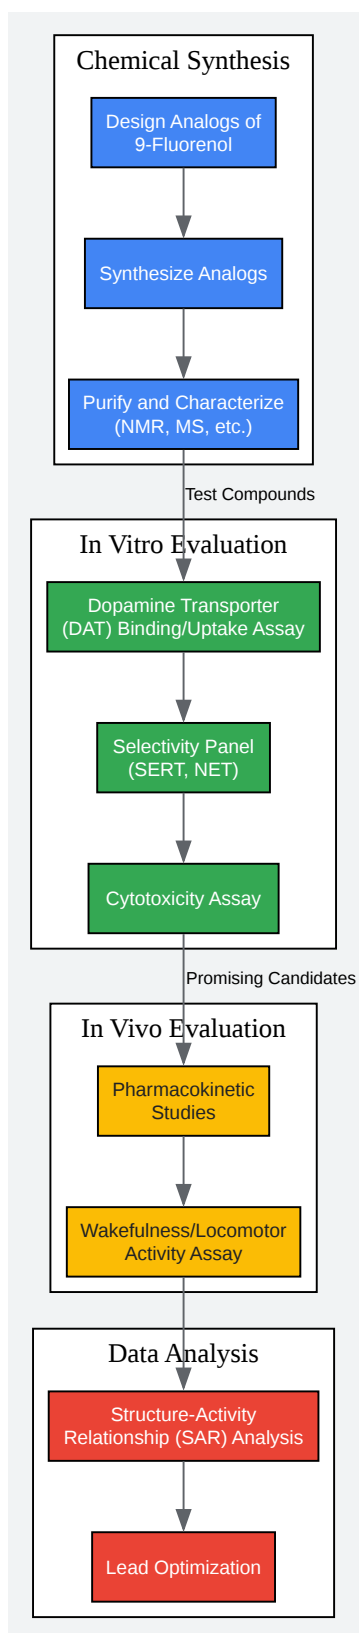 Chemical Synthesis
Design Analogs of
9-Fluorenol
Synthesize Analogs
Purify and Characterize
(NMR, MS, etc.)
Test Compounds
In Vitro Evaluation
Dopamine Transporter
(DAT) Binding/Uptake Assay
Selectivity Panel
(SERT, NET)
Cytotoxicity Assay
Promising Candidates
In Vivo Evaluation
Pharmacokinetic
Studies
Wakefulness/Locomotor
Activity Assay
Data Analysis
Structure-Activity
Relationship (SAR) Analysis
Lead Optimization